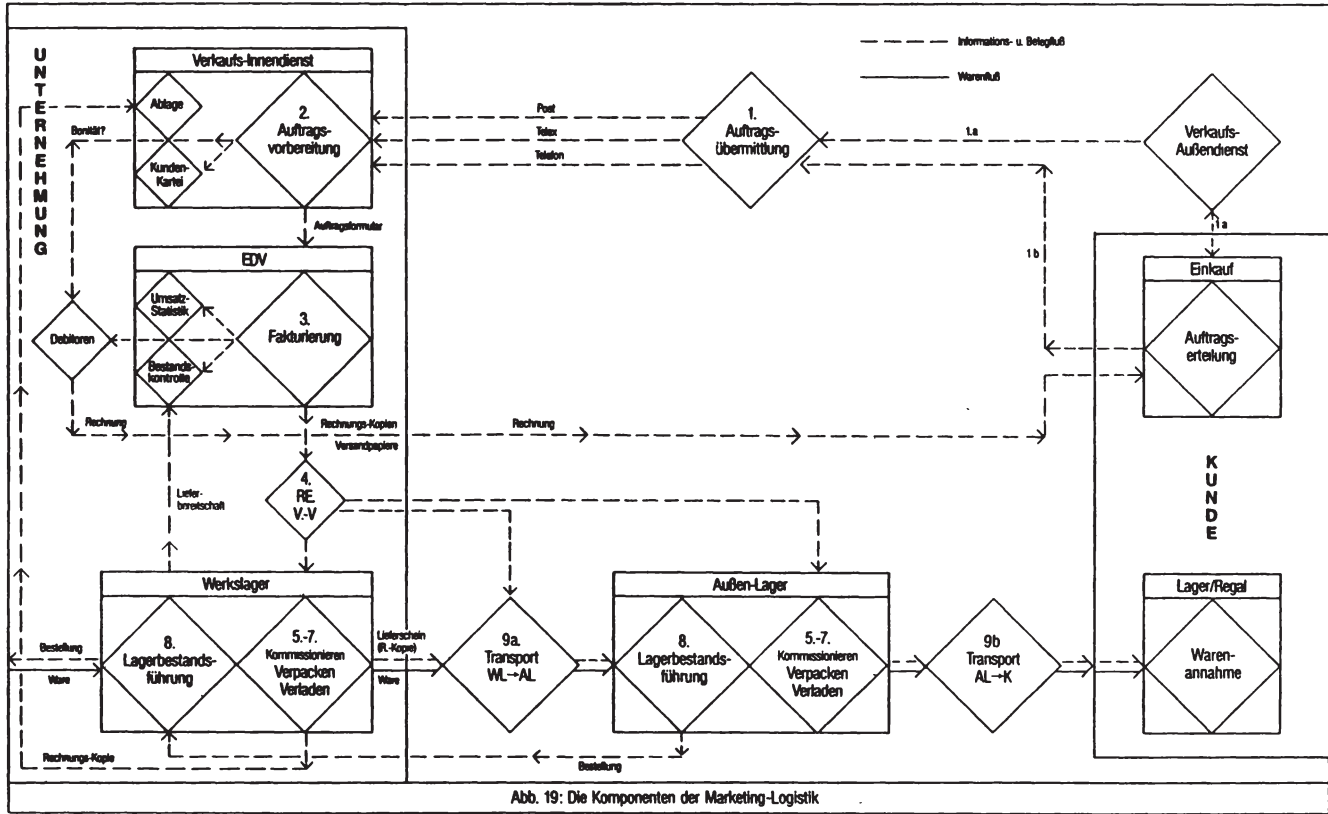 UNTERNEHMUNG
Verkaufs-Innendienst
Ablage
Bonität?
Kunden-
Kartei
2.
Auftrags-
vorbereitung
Post
Telex
Telefon
1.
Auftrags-
übermittlung
Informations- u. Belegfluß
Warenfluß
1.a
Verkaufs-
Außendienst
1 a
1 b
Auftragsformular
EDV
Umsatz-
Statistik
Bestands-
kontrolle
3.
Fakturierung
Debitoren
Einkauf
Auftrags-
erteilung
Rechnung
Rechnungs-Kopien
Versandpapiere
Rechnung
Liefer-
bereitschaft
4.
RE.
V.-V
KUNDE
Werkslager
8.
Lagerbestands-
führung
5.-7.
Kommissionieren
Verpacken
Verladen
Bestellung
Ware
Lieferschein
(R.-Kopie)
Ware
9a.
Transport
WL→AL
Außen-Lager
8.
Lagerbestands-
führung
5.-7.
Kommissionieren
Verpacken
Verladen
9b
Transport
AL→K
Lager/Regal
Waren-
annahme
Rechnungs-Kopie
Bestellung
Abb. 19: Die Komponenten der Marketing-Logistik